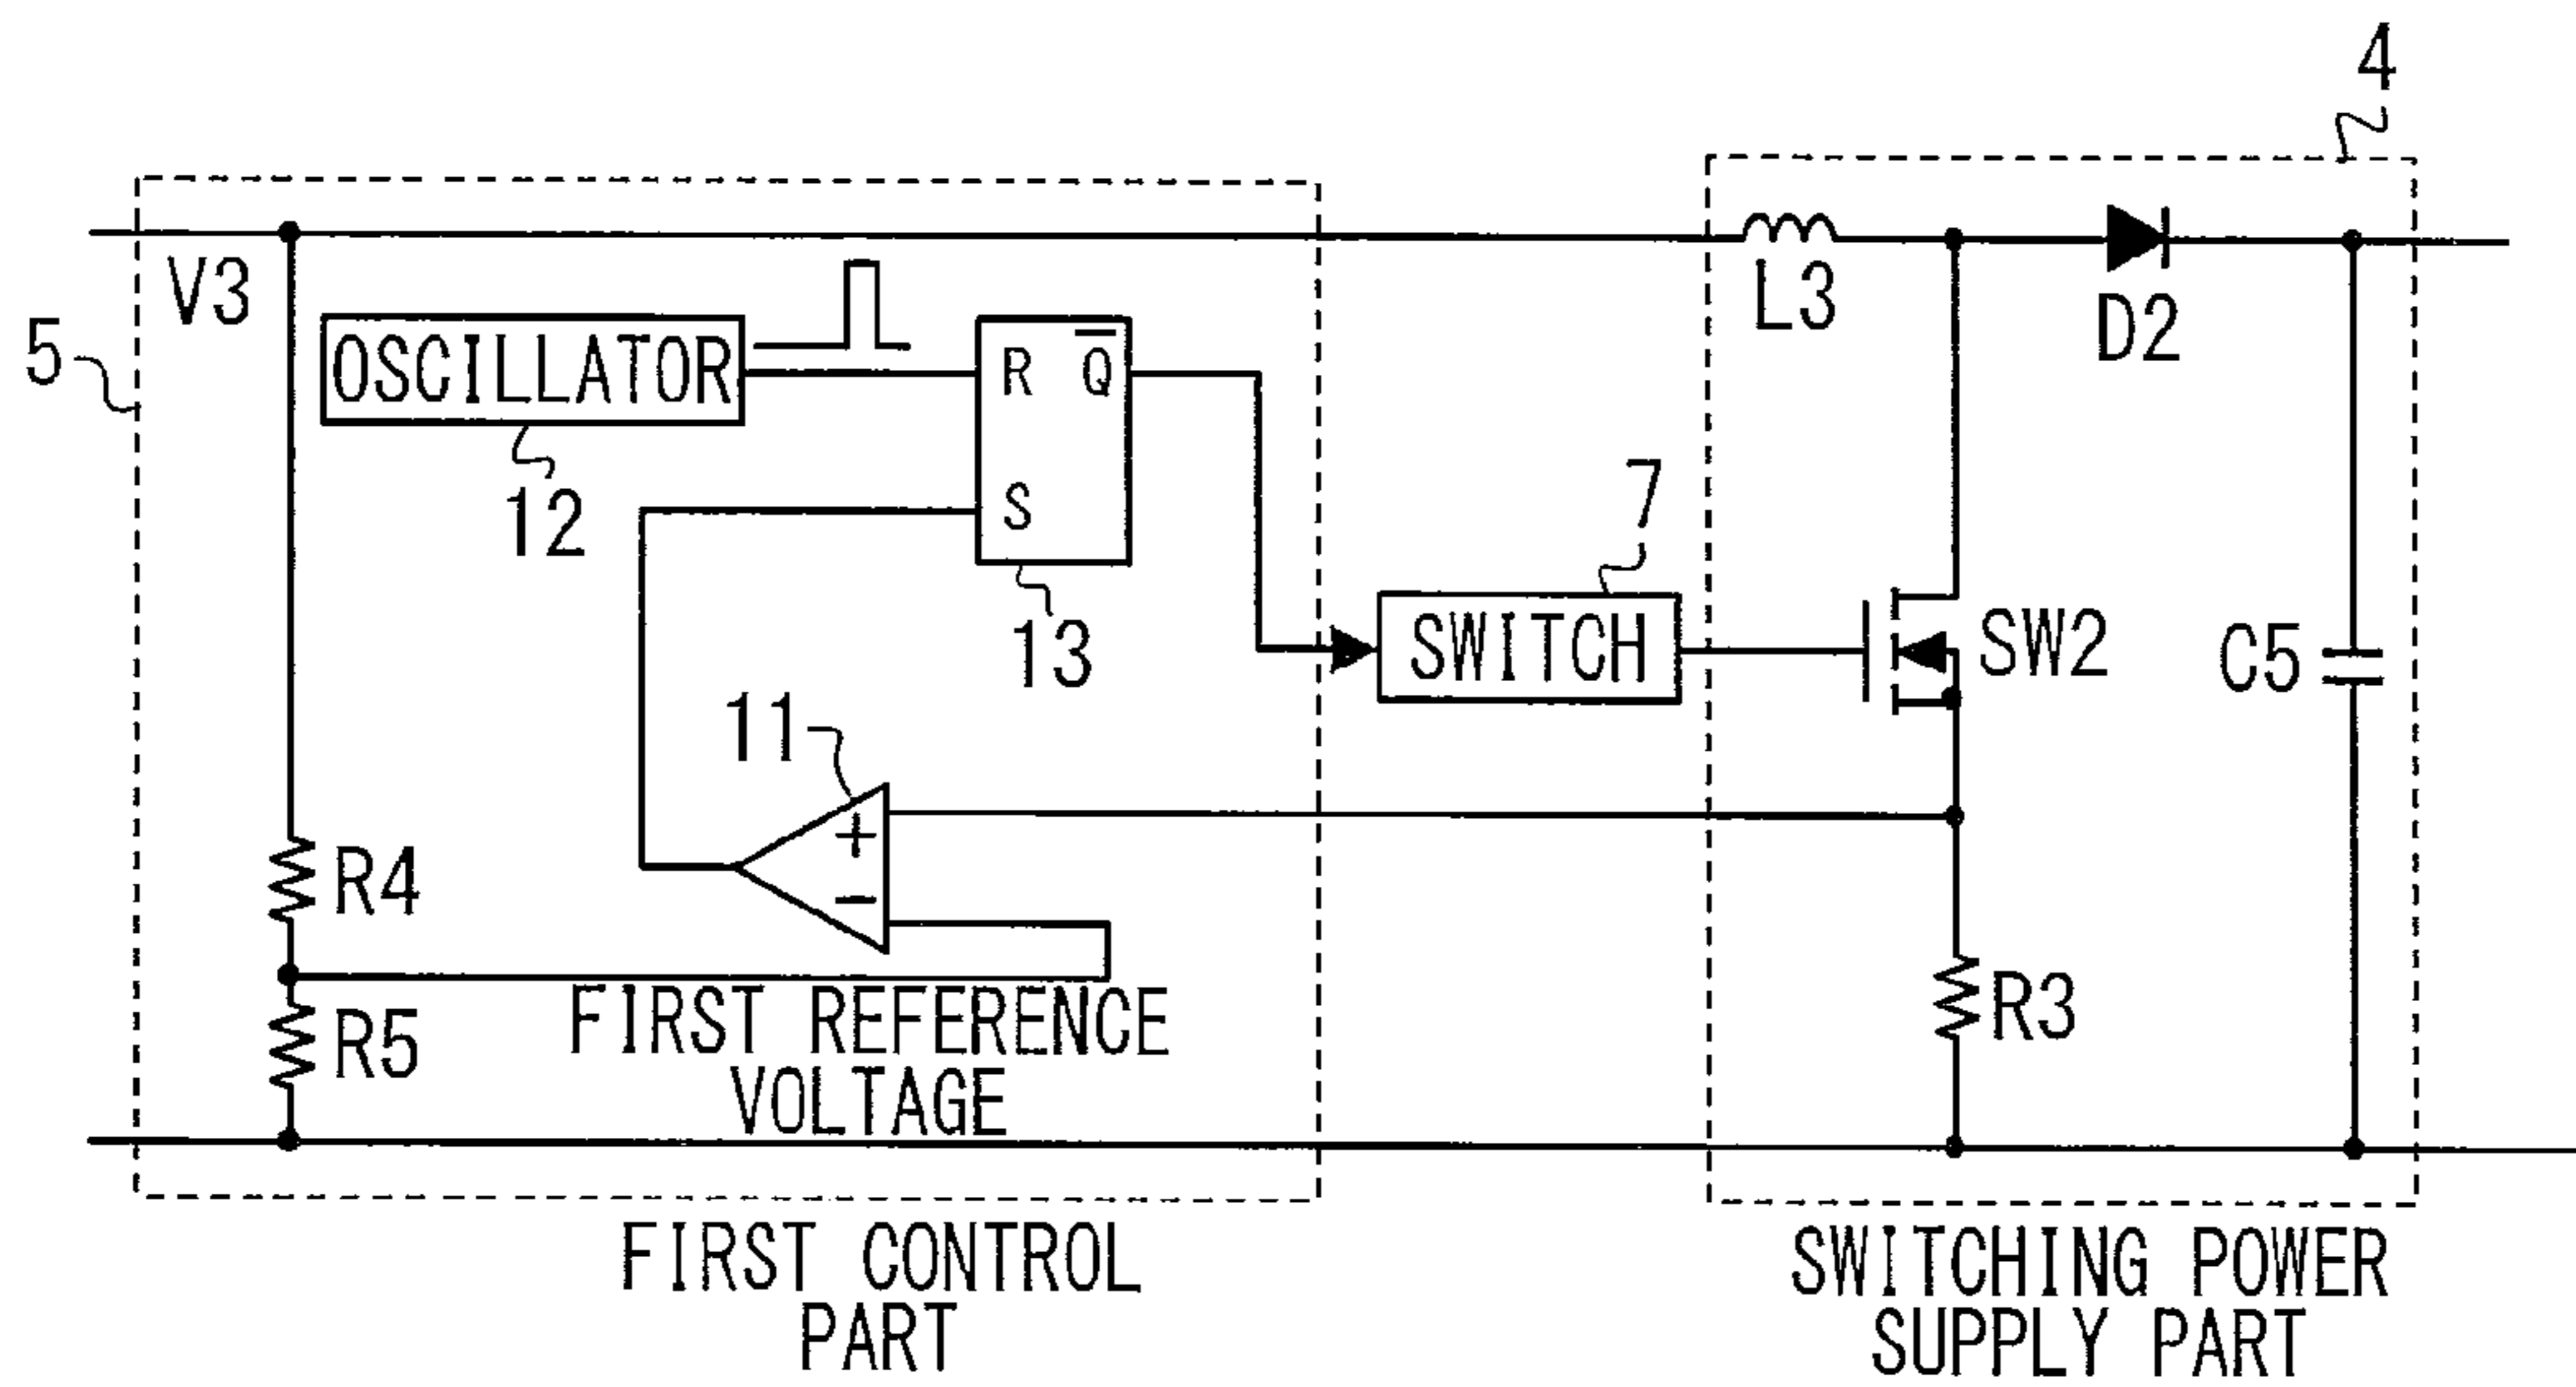 4
5
V3
OSCILLATOR
12
R Q̅
S
13
L3
D2
7
SWITCH
SW2
C5
11
+
−
R4
R5
R3
FIRST REFERENCE
VOLTAGE
FIRST CONTROL
PART
SWITCHING POWER
SUPPLY PART